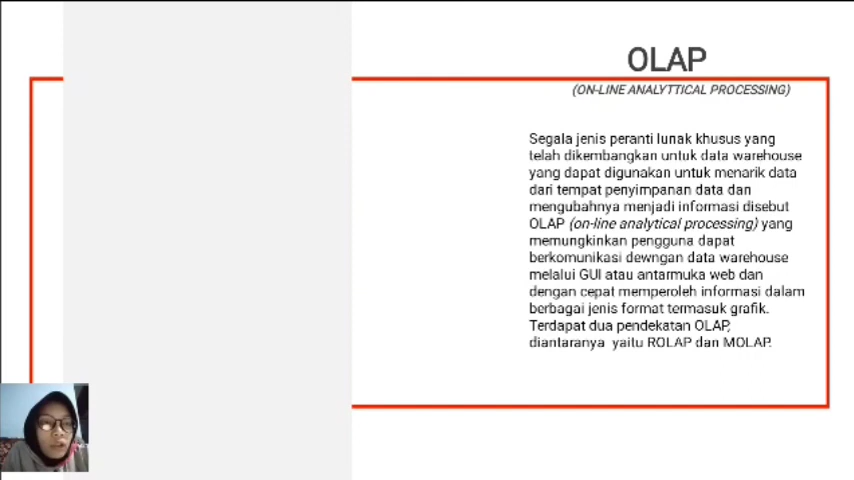 OLAP
(ON-LINE ANALYTTICAL PROCESSING)
Segala jenis peranti lunak khusus yang
telah dikembangkan untuk data warehouse
yang dapat digunakan untuk menarik data
dari tempat penyimpanan data dan
mengubahnya menjadi informasi disebut
OLAP (on-line analytical processing) yang
memungkinkan pengguna dapat
berkomunikasi dewngan data warehouse
melalui GUI atau antarmuka web dan
dengan cepat memperoleh informasi dalam
berbagai jenis format termasuk grafik.
Terdapat dua pendekatan OLAP,
diantaranya yaitu ROLAP dan MOLAP.